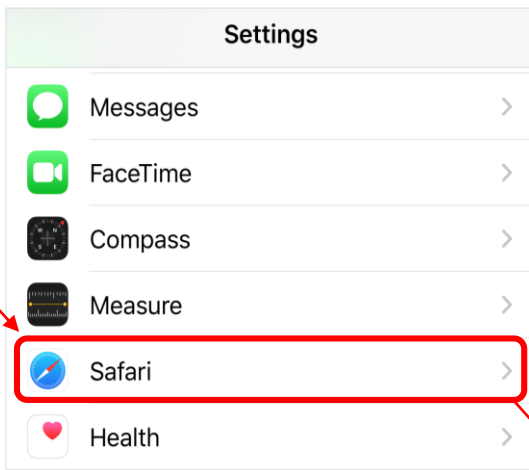 Settings
Messages
FaceTime
Compass
Measure
Safari
Health